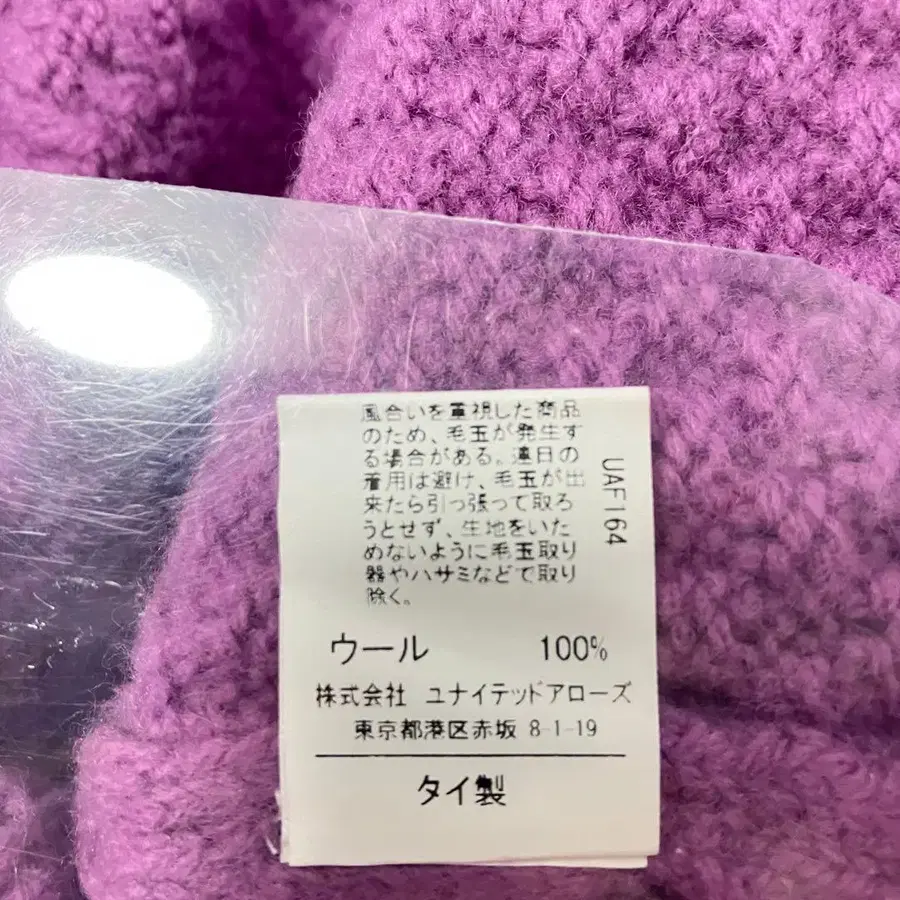 風合いを重視した商品
のため、毛玉が発生す
る場合がある。連日の
着用は避け、毛玉が出
来たら引っ張って取ろ
うとせず、生地をいた
めないように毛玉取り
器やハサミなどで取り
除く。
UAF164
ウール 100%
株式会社 ユナイテッドアローズ
東京都港区赤坂 8-1-19
タイ製